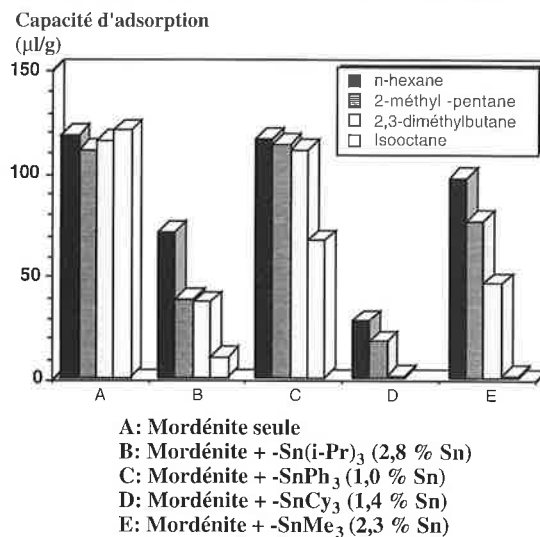 Capacité d'adsorption
(µl/g)
150
n-hexane
2-méthyl -pentane
2,3-diméthylbutane
Isooctane
100
50
0
A B C D E
A: Mordénite seule
B: Mordénite + -Sn(i-Pr)3 (2,8 % Sn)
C: Mordénite + -SnPh3 (1,0 % Sn)
D: Mordénite + -SnCy3 (1,4 % Sn)
E: Mordénite + -SnMe3 (2,3 % Sn)